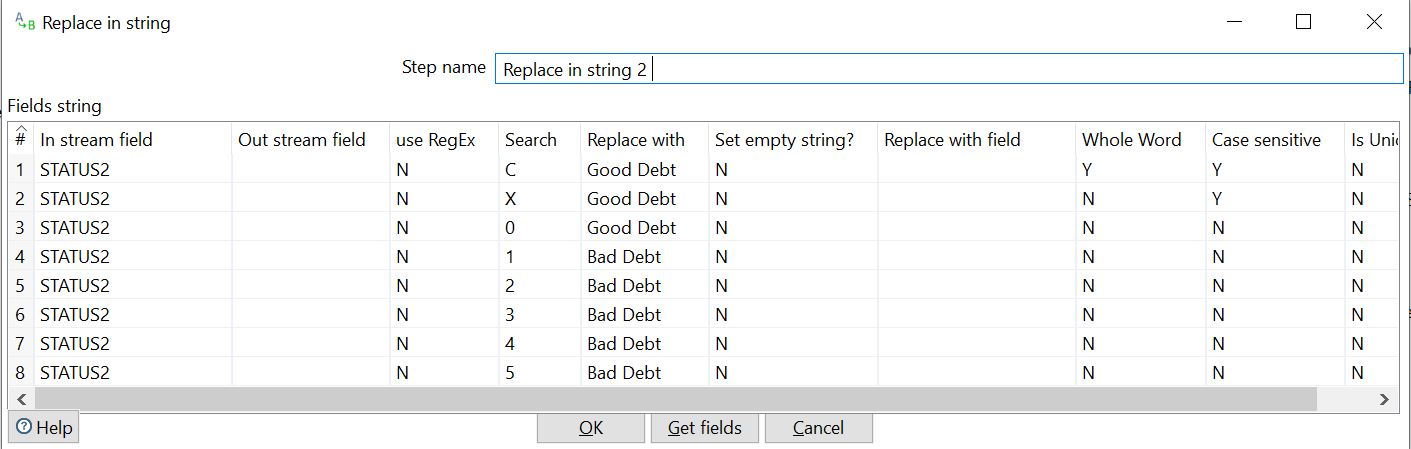 A
B Replace in string
Step name Replace in string 2
Fields string
# In stream field Out stream field use RegEx Search Replace with Set empty string? Replace with field Whole Word Case sensitive Is Unic
1 STATUS2 N C Good Debt N Y Y N
2 STATUS2 N X Good Debt N N Y N
3 STATUS2 N 0 Good Debt N N N N
4 STATUS2 N 1 Bad Debt N N N N
5 STATUS2 N 2 Bad Debt N N N N
6 STATUS2 N 3 Bad Debt N N N N
7 STATUS2 N 4 Bad Debt N N N N
8 STATUS2 N 5 Bad Debt N N N N
Help OK Get fields Cancel